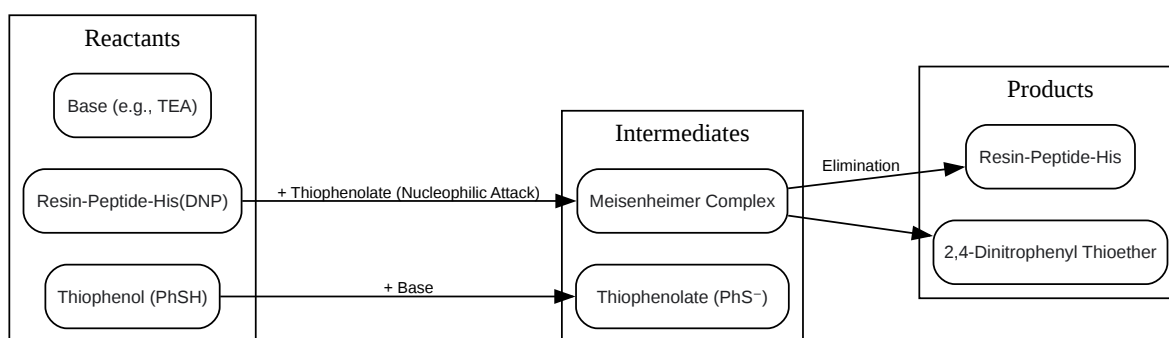 Reactants
Base (e.g., TEA)
Resin-Peptide-His(DNP)
Thiophenol (PhSH)
+ Thiophenolate (Nucleophilic Attack)
+ Base
Intermediates
Meisenheimer Complex
Thiophenolate (PhS⁻)
Elimination
Products
Resin-Peptide-His
2,4-Dinitrophenyl Thioether